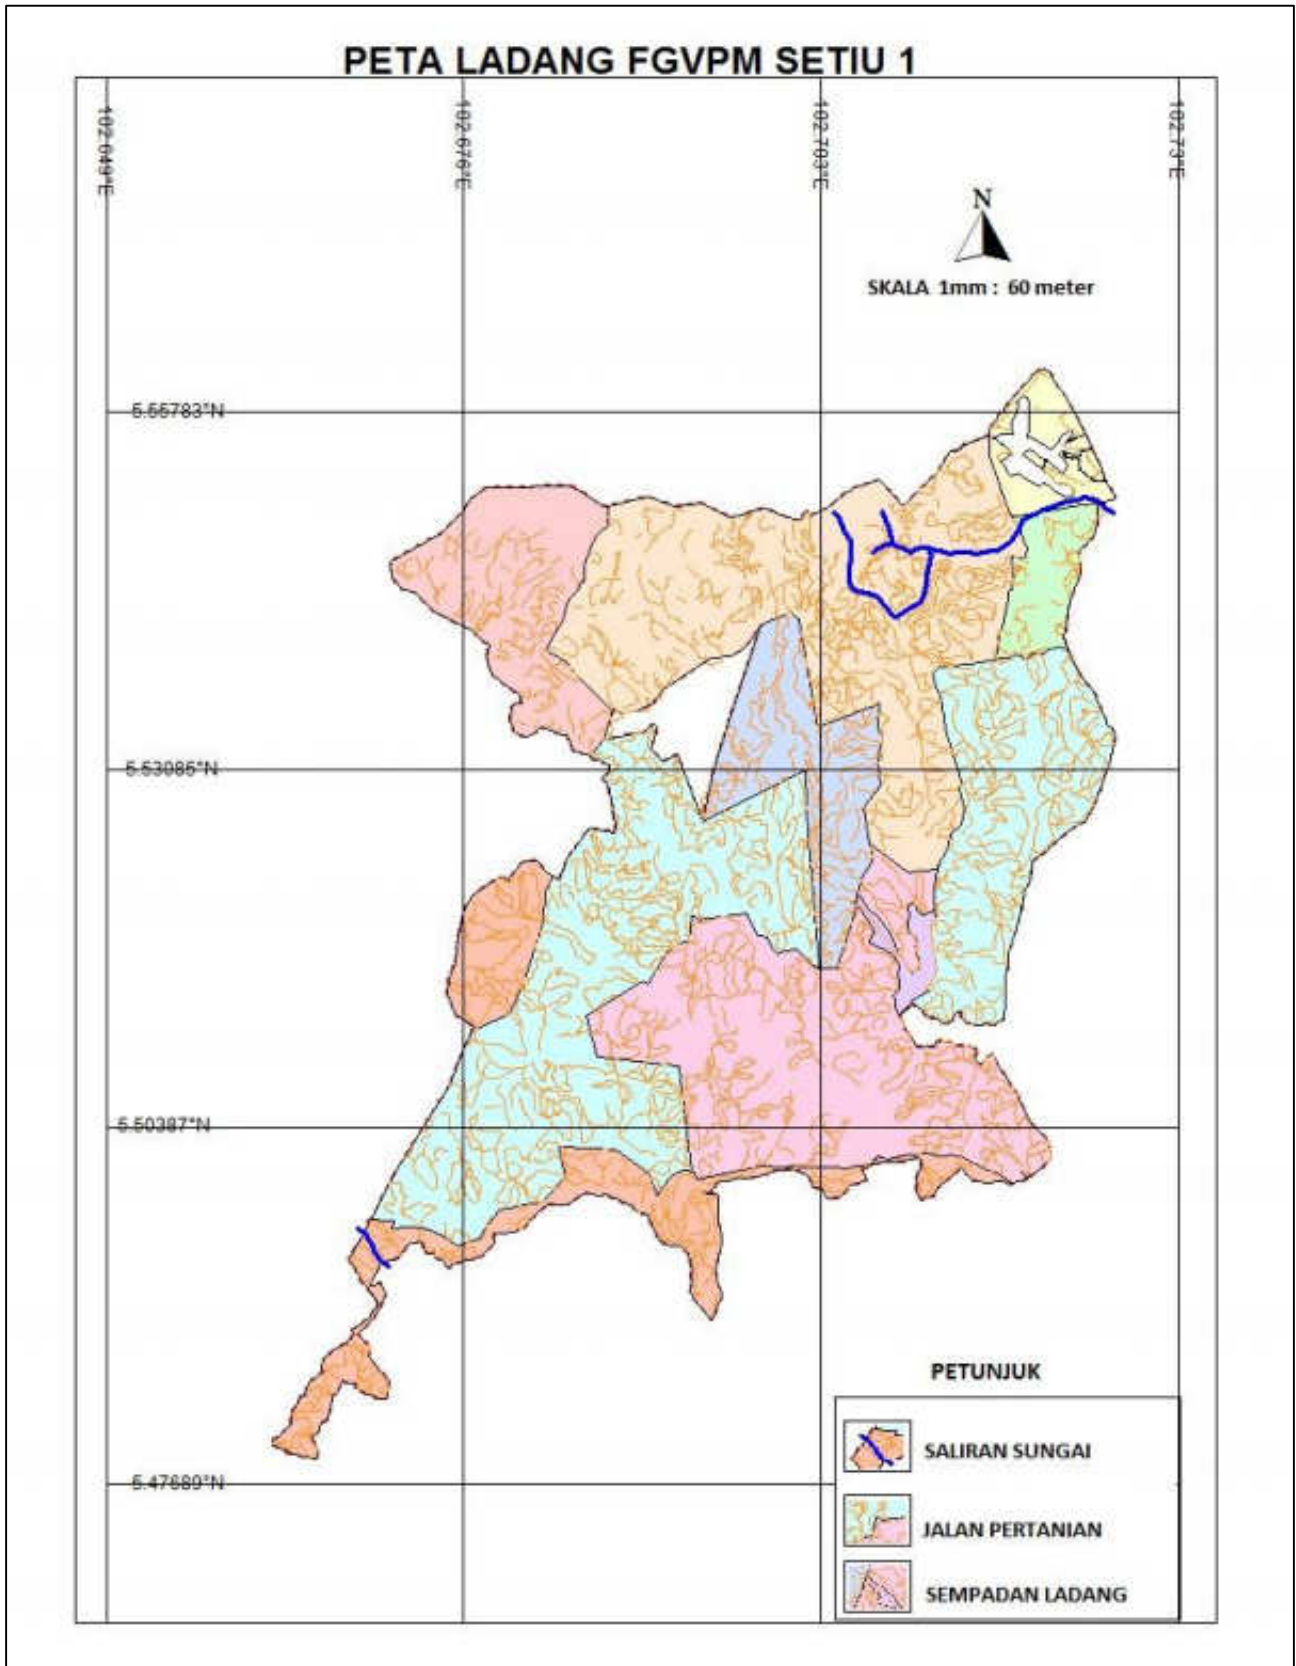 PETA LADANG FGVPM SETIU 1
102.649°E
102.676°E
102.703°E
102.73°E
N
SKALA 1mm : 60 meter
5.55783°N
5.53085°N
5.50387°N
5.47689°N
PETUNJUK
SALIRAN SUNGAI
JALAN PERTANIAN
SEMPADAN LADANG